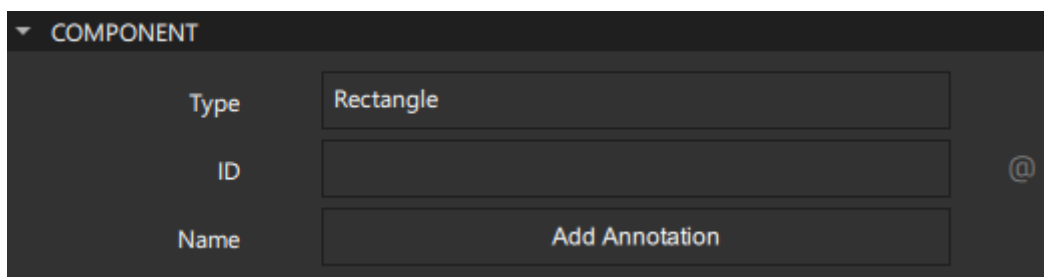 COMPONENT
Type Rectangle
ID @
Name Add Annotation